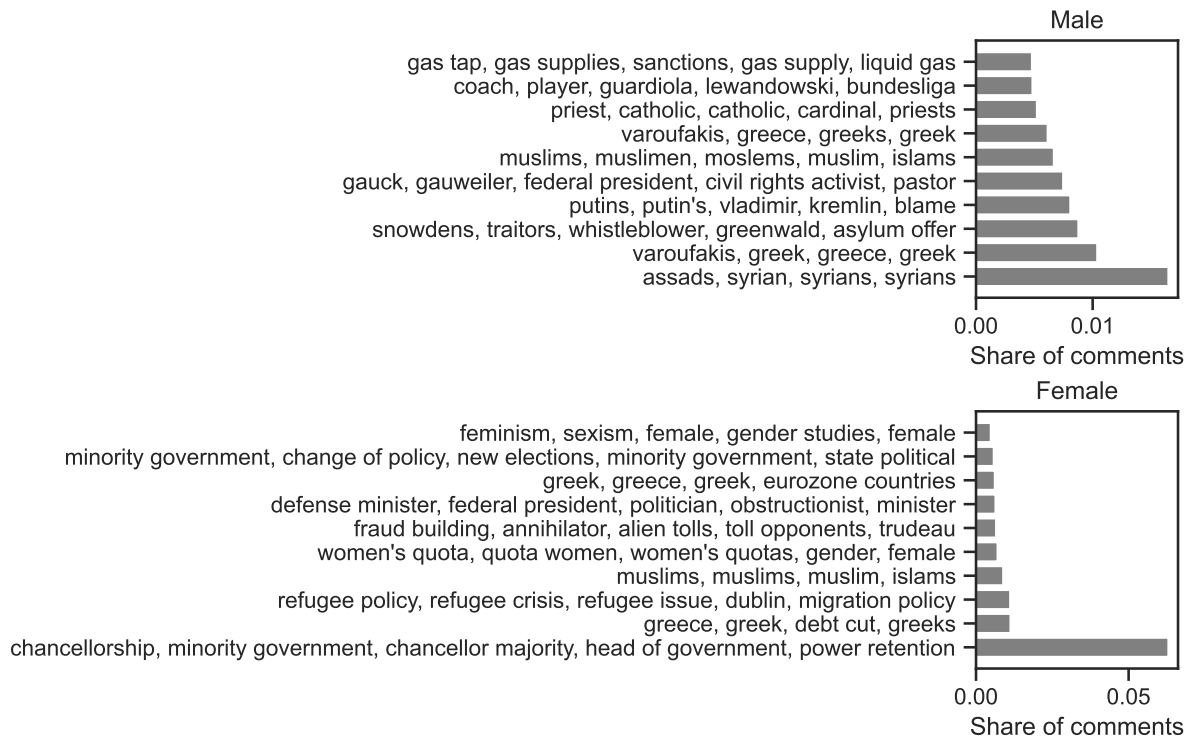 Male
gas tap, gas supplies, sanctions, gas supply, liquid gas
coach, player, guardiola, lewandowski, bundesliga
priest, catholic, catholic, cardinal, priests
varoufakis, greece, greeks, greek
muslims, muslimen, moslems, muslim, islams
gauck, gauweiler, federal president, civil rights activist, pastor
putins, putin's, vladimir, kremlin, blame
snowdens, traitors, whistleblower, greenwald, asylum offer
varoufakis, greek, greece, greek
assads, syrian, syrians, syrians
0.00 0.01
Share of comments
Female
feminism, sexism, female, gender studies, female
minority government, change of policy, new elections, minority government, state political
greek, greece, greek, eurozone countries
defense minister, federal president, politician, obstructionist, minister
fraud building, annihilator, alien tolls, toll opponents, trudeau
women's quota, quota women, women's quotas, gender, female
muslims, muslims, muslim, islams
refugee policy, refugee crisis, refugee issue, dublin, migration policy
greece, greek, debt cut, greeks
chancellorship, minority government, chancellor majority, head of government, power retention
0.00 0.05
Share of comments